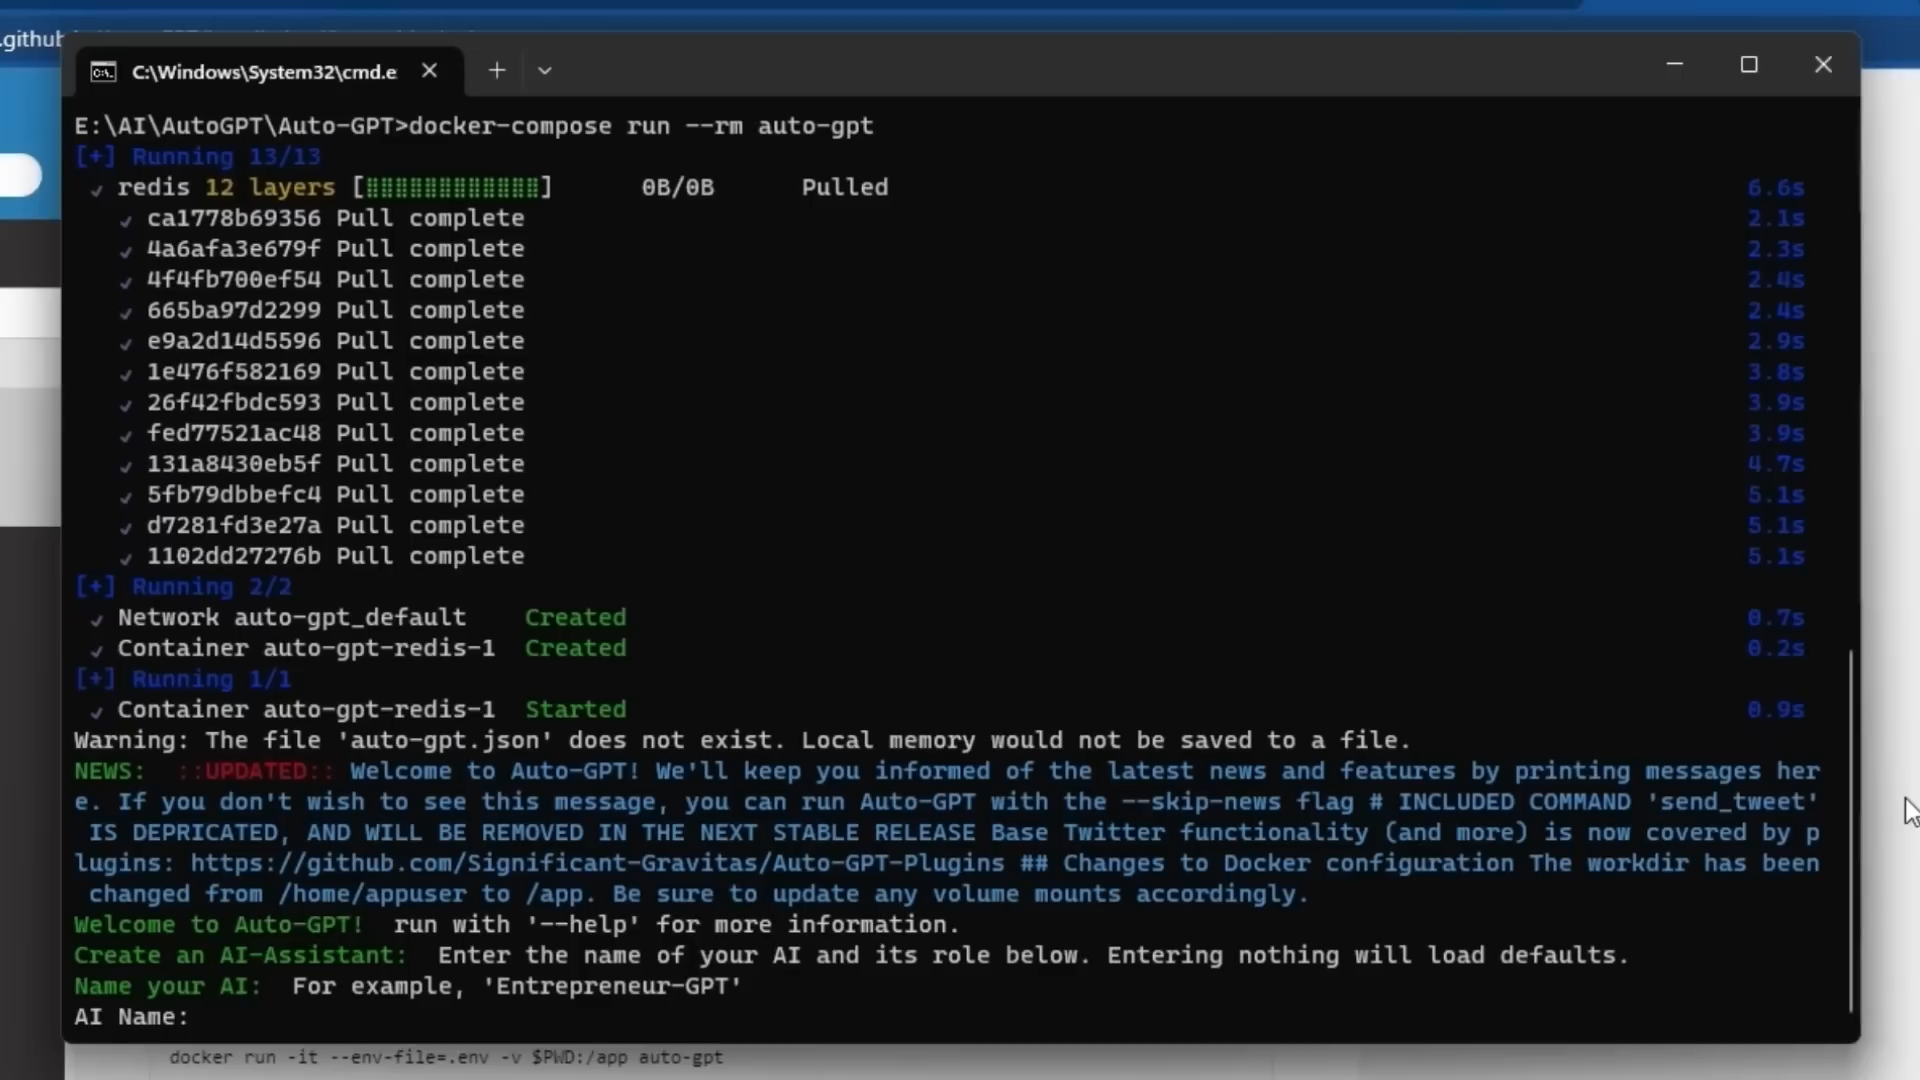 .github
C:\Windows\System32\cmd.e
E:\AI\AutoGPT\Auto-GPT>docker-compose run --rm auto-gpt
[+] Running 13/13
✓ redis 12 layers [⣿⣿⣿⣿⣿⣿⣿⣿⣿⣿⣿⣿] 0B/0B Pulled 6.6s
✓ ca1778b69356 Pull complete 2.1s
✓ 4a6afa3e679f Pull complete 2.3s
✓ 4f4fb700ef54 Pull complete 2.4s
✓ 665ba97d2299 Pull complete 2.4s
✓ e9a2d14d5596 Pull complete 2.9s
✓ 1e476f582169 Pull complete 3.8s
✓ 26f42fbdc593 Pull complete 3.9s
✓ fed77521ac48 Pull complete 3.9s
✓ 131a8430eb5f Pull complete 4.7s
✓ 5fb79dbbefc4 Pull complete 5.1s
✓ d7281fd3e27a Pull complete 5.1s
✓ 1102dd27276b Pull complete 5.1s
[+] Running 2/2
✓ Network auto-gpt_default Created 0.7s
✓ Container auto-gpt-redis-1 Created 0.2s
[+] Running 1/1
✓ Container auto-gpt-redis-1 Started 0.9s
Warning: The file 'auto-gpt.json' does not exist. Local memory would not be saved to a file.
NEWS: ::UPDATED:: Welcome to Auto-GPT! We'll keep you informed of the latest news and features by printing messages her
e. If you don't wish to see this message, you can run Auto-GPT with the --skip-news flag # INCLUDED COMMAND 'send_tweet'
IS DEPRICATED, AND WILL BE REMOVED IN THE NEXT STABLE RELEASE Base Twitter functionality (and more) is now covered by p
lugins: https://github.com/Significant-Gravitas/Auto-GPT-Plugins ## Changes to Docker configuration The workdir has been
changed from /home/appuser to /app. Be sure to update any volume mounts accordingly.
Welcome to Auto-GPT! run with '--help' for more information.
Create an AI-Assistant: Enter the name of your AI and its role below. Entering nothing will load defaults.
Name your AI: For example, 'Entrepreneur-GPT'
AI Name:
docker run -it --env-file=.env -v $PWD:/app auto-gpt